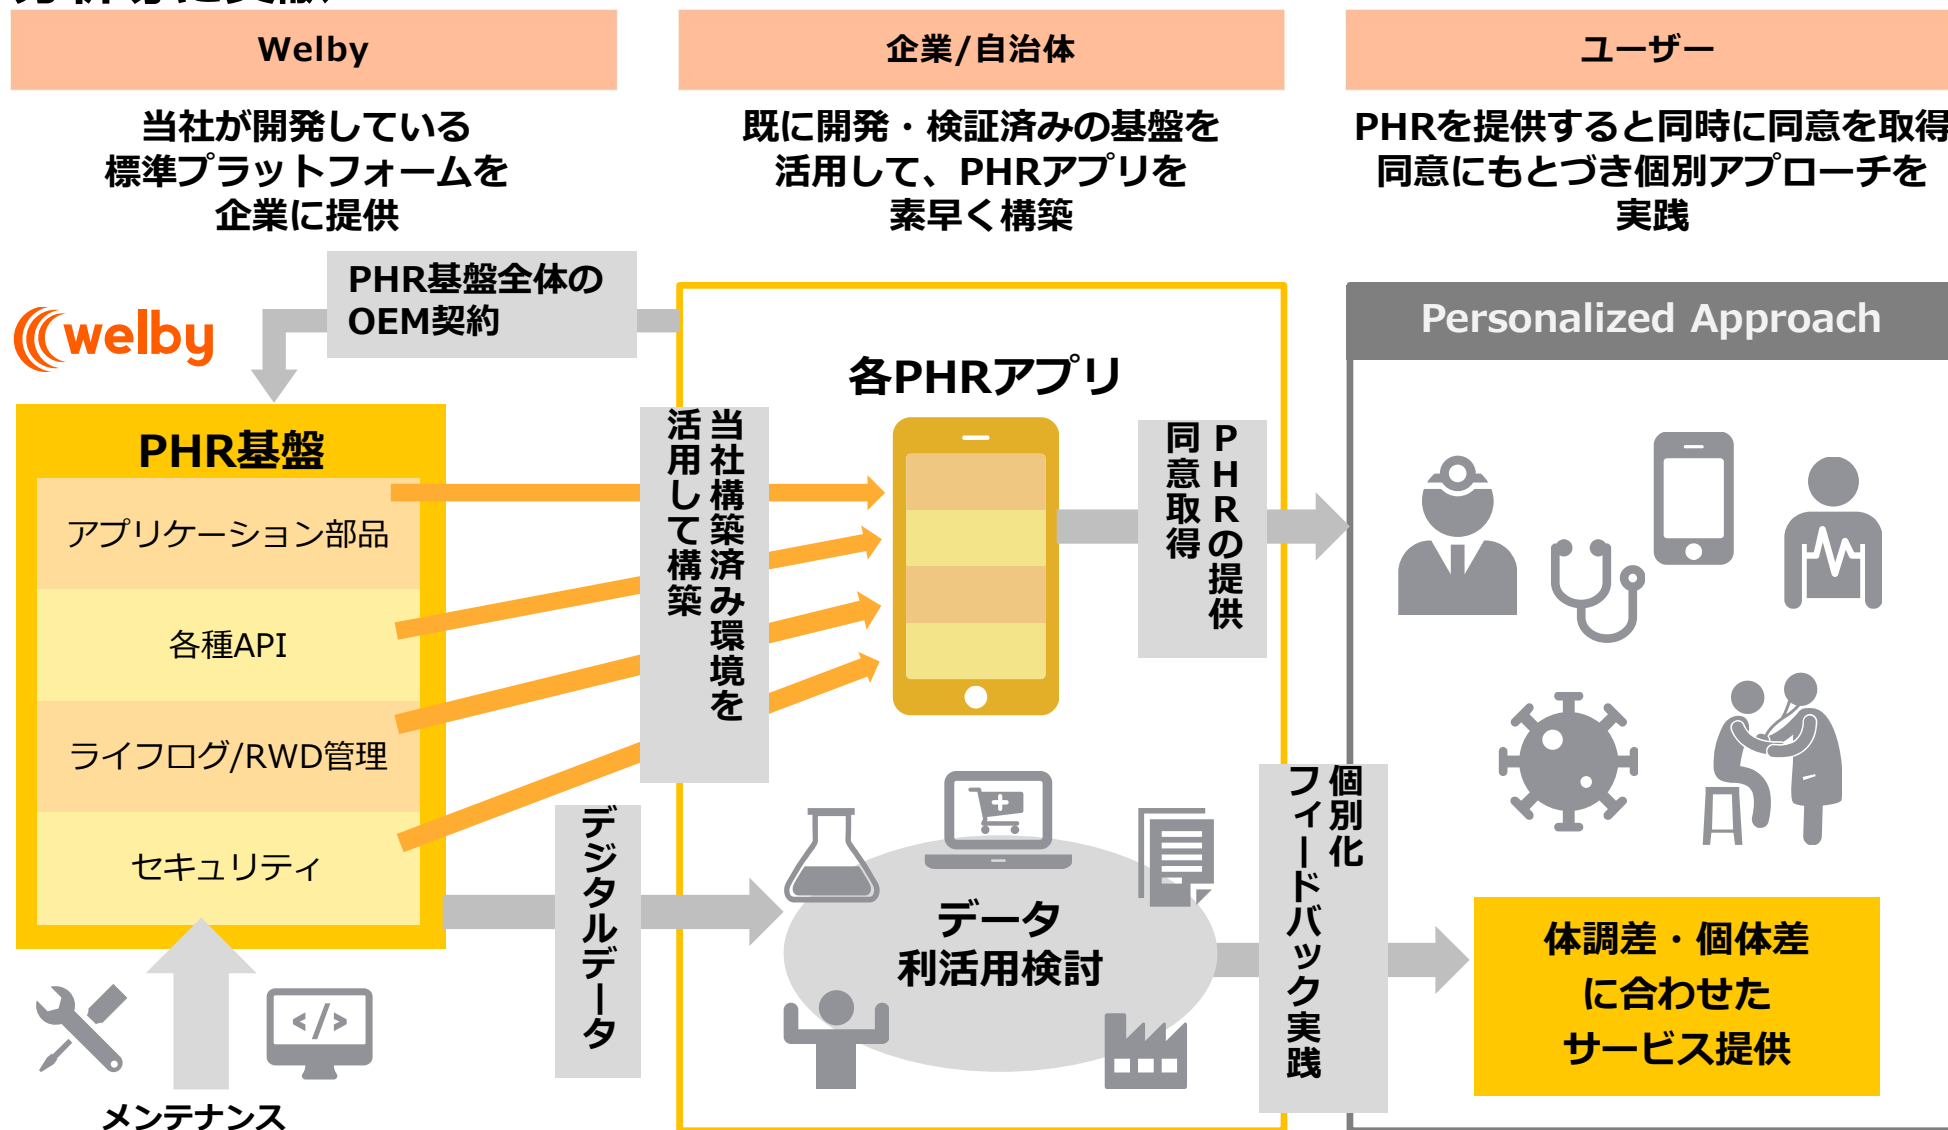 Welby
企業/自治体
ユーザー
当社が開発している
標準プラットフォームを
企業に提供
既に開発・検証済みの基盤を
活用して、PHRアプリを
素早く構築
PHRを提供すると同時に同意を取得
同意にもとづき個別アプローチを
実践
PHR基盤全体の
OEM契約
welby
PHR基盤
アプリケーション部品
各種API
ライフログ/RWD管理
セキュリティ
メンテナンス
</>
当社構築済み環境を
活用して構築
デジタルデータ
各PHRアプリ
PHRの提供
同意取得
データ
利活用検討
個別化
フィードバック実践
Personalized Approach
体調差・個体差
に合わせた
サービス提供